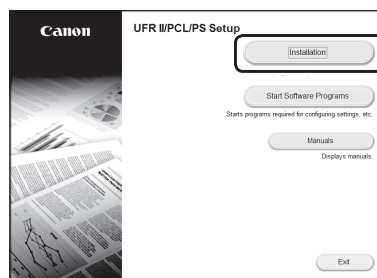 Canon
UFR II/PCL/PS Setup
Installation
Start Software Programs
Starts programs required for configuring settings, etc.
Manuals
Displays manuals.
Exit